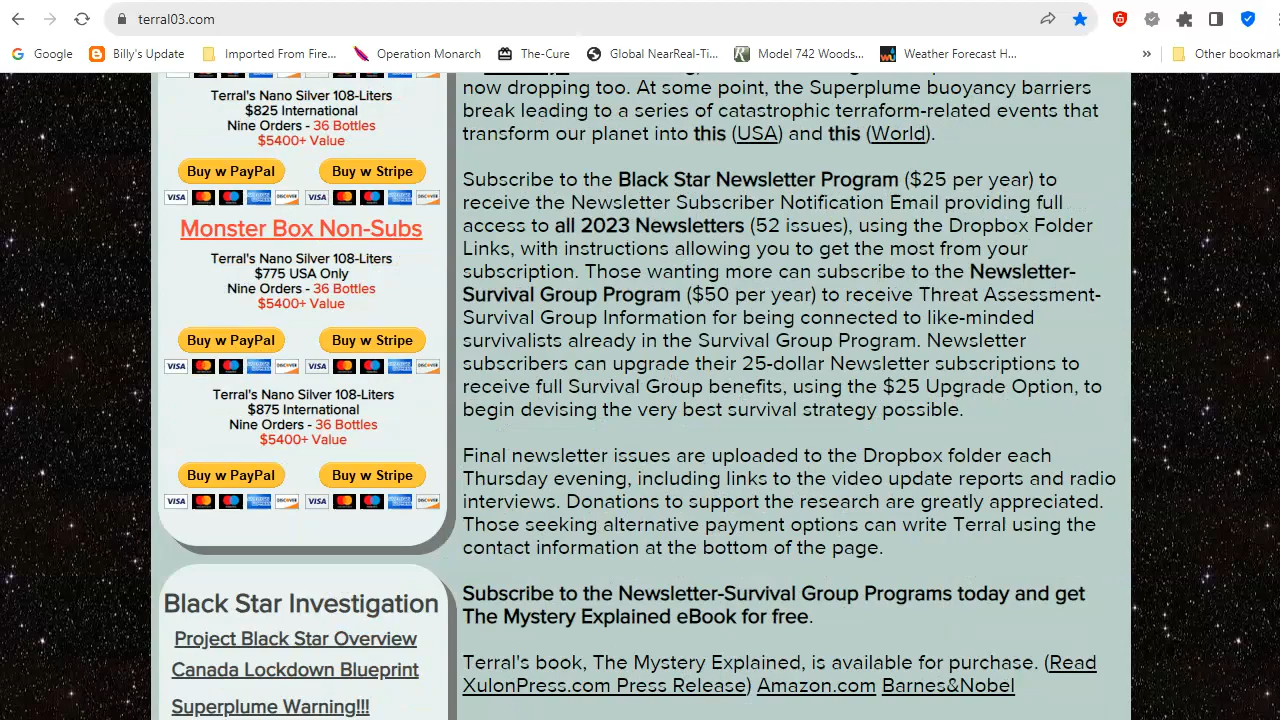 terral03.com
Google
Billy's Update
Imported From Fire...
Operation Monarch
The-Cure
Global NearReal-Ti...
Model 742 Woods...
Weather Forecast H...
»
Other bookmar
Terral's Nano Silver 108-Liters
$825 International
Nine Orders - 36 Bottles
$5400+ Value
Buy w PayPal
Buy w Stripe
VISA
DISCOVER
VISA
DISCOVER
Monster Box Non-Subs
Terral's Nano Silver 108-Liters
$775 USA Only
Nine Orders - 36 Bottles
$5400+ Value
Buy w PayPal
Buy w Stripe
VISA
DISCOVER
VISA
DISCOVER
Terral's Nano Silver 108-Liters
$875 International
Nine Orders - 36 Bottles
$5400+ Value
Buy w PayPal
Buy w Stripe
VISA
DISCOVER
VISA
DISCOVER
Black Star Investigation
Project Black Star Overview
Canada Lockdown Blueprint
Superplume Warning!!!
now dropping too. At some point, the Superplume buoyancy barriers
break leading to a series of catastrophic terraform-related events that
transform our planet into this (USA) and this (World).
Subscribe to the Black Star Newsletter Program ($25 per year) to
receive the Newsletter Subscriber Notification Email providing full
access to all 2023 Newsletters (52 issues), using the Dropbox Folder
Links, with instructions allowing you to get the most from your
subscription. Those wanting more can subscribe to the Newsletter-
Survival Group Program ($50 per year) to receive Threat Assessment-
Survival Group Information for being connected to like-minded
survivalists already in the Survival Group Program. Newsletter
subscribers can upgrade their 25-dollar Newsletter subscriptions to
receive full Survival Group benefits, using the $25 Upgrade Option, to
begin devising the very best survival strategy possible.
Final newsletter issues are uploaded to the Dropbox folder each
Thursday evening, including links to the video update reports and radio
interviews. Donations to support the research are greatly appreciated.
Those seeking alternative payment options can write Terral using the
contact information at the bottom of the page.
Subscribe to the Newsletter-Survival Group Programs today and get
The Mystery Explained eBook for free.
Terral's book, The Mystery Explained, is available for purchase. (Read
XulonPress.com Press Release) Amazon.com Barnes&Nobel